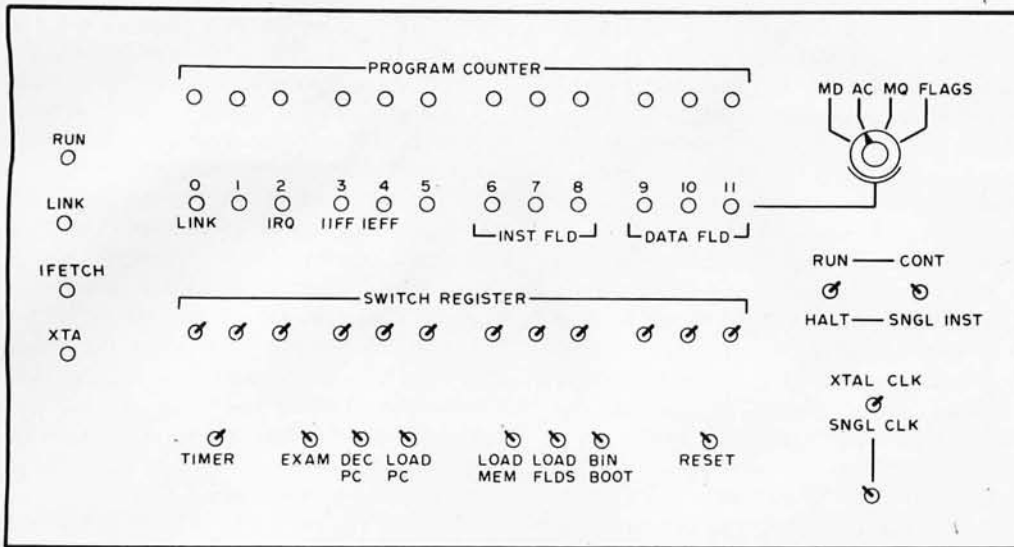 PROGRAM COUNTER
MD AC MQ FLAGS
RUN
0 1 2 3 4 5 6 7 8 9 10 11
LINK
LINK IRQ IIFF IEFF
INST FLD DATA FLD
RUN CONT
IFETCH
SWITCH REGISTER
HALT SNGL INST
XTA
XTAL CLK
SNGL CLK
TIMER EXAM DEC PC LOAD PC LOAD MEM LOAD FLDS BIN BOOT RESET